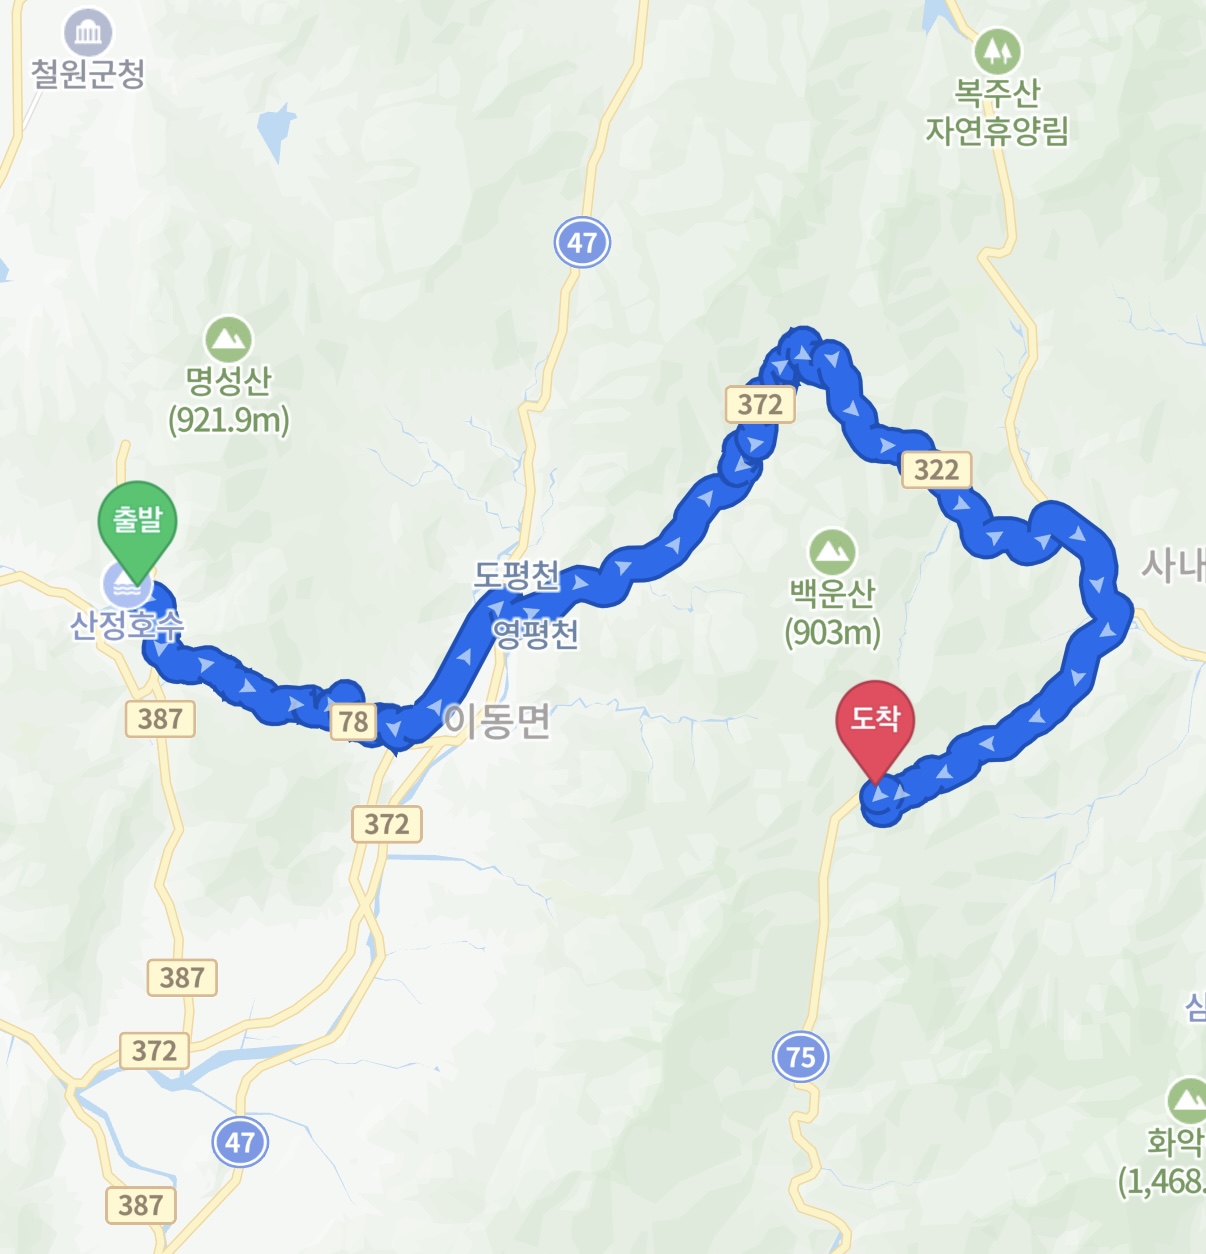 철원군청
복주산
자연휴양림
47
명성산
(921.9m)
372
322
출발
도평천
사내
백운산
(903m)
산정호수
영평천
387
78
이동면
도착
372
387
삼
372
75
47
화악
(1,468.
387